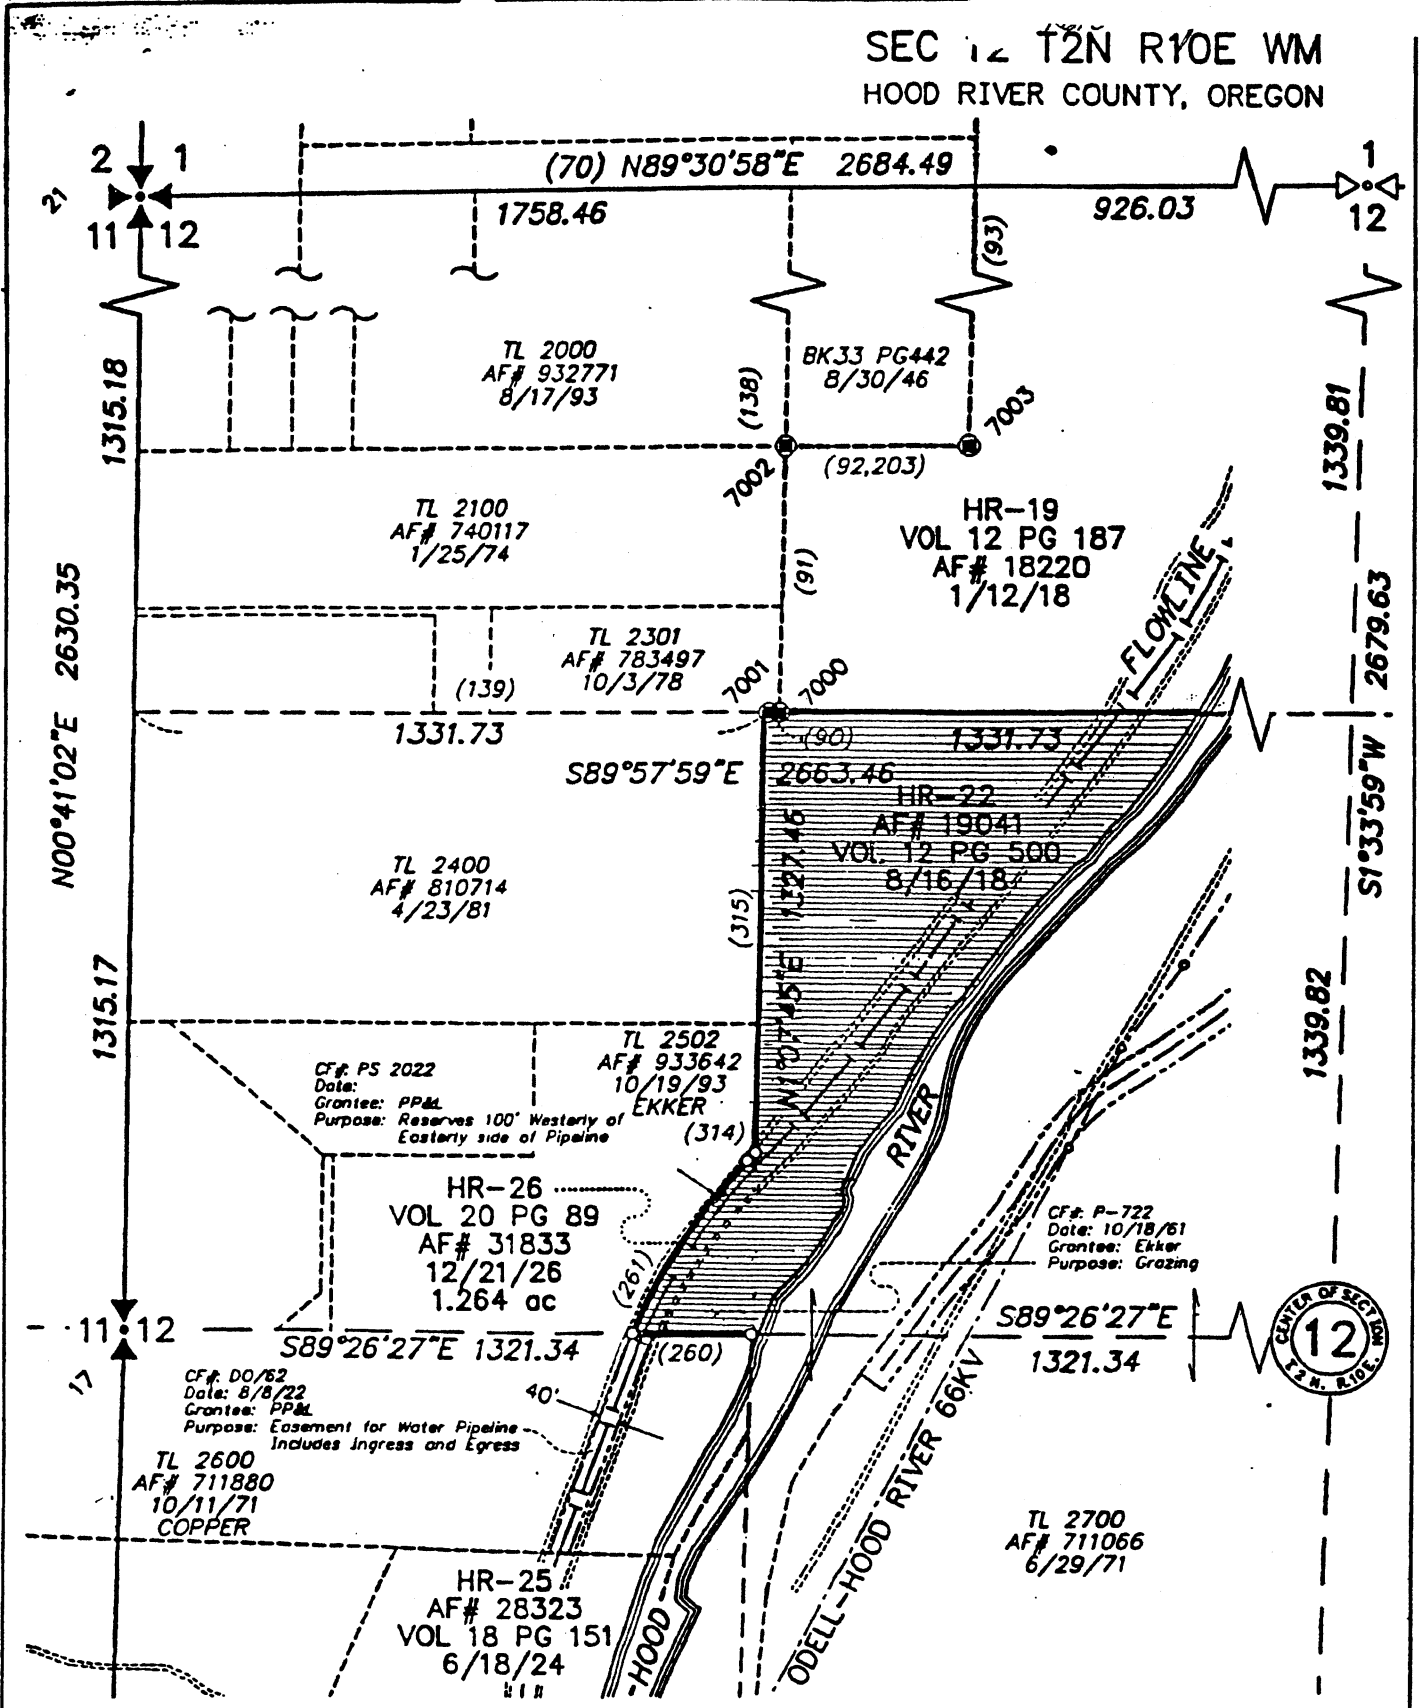 SEC 12 T2N R10E WM
HOOD RIVER COUNTY, OREGON
2 1
11 12
21
(70) N89°30'58"E 2684.49
1758.46
926.03
1
12
(93)
1315.18
TL 2000
AF# 932771
8/17/93
(138)
BK33 PG442
8/30/46
7003
7002
(92,203)
1339.81
TL 2100
AF# 740117
1/25/74
(91)
HR-19
VOL 12 PG 187
AF# 18220
1/12/18
FLOWLINE
N00°41'02"E 2630.35
TL 2301
AF# 783497
10/3/78
(139)
7001
7000
S1°33'59"W 2679.63
1331.73
(90)
1331.73
S89°57'59"E 2663.46
HR-22
AF# 19041
VOL 12 PG 500
8/16/18
N1°07'45"E 1327.46
(315)
TL 2400
AF# 810714
4/23/81
1315.17
1339.82
TL 2502
AF# 933642
10/19/93
EKKER
CF#: PS 2022
Date:
Grantee: PP&L
Purpose: Reserves 100' Westerly of
Easterly side of Pipeline
(314)
RIVER
HR-26
VOL 20 PG 89
AF# 31833
12/21/26
1.264 ac
(261)
CF#: P-722
Date: 10/18/61
Grantee: Ekker
Purpose: Grazing
11 12
S89°26'27"E 1321.34
(260)
S89°26'27"E
1321.34
CENTER OF SECTION
12
T.2 N. R.10E.
17
CF#: DO/62
Date: 8/8/22
Grantee: PP&L
Purpose: Easement for Water Pipeline
Includes Ingress and Egress
40'
TL 2600
AF# 711880
10/11/71
COPPER
ODELL-HOOD RIVER 66KV
TL 2700
AF# 711066
6/29/71
HR-25
AF# 28323
VOL 18 PG 151
6/18/24
HOOD